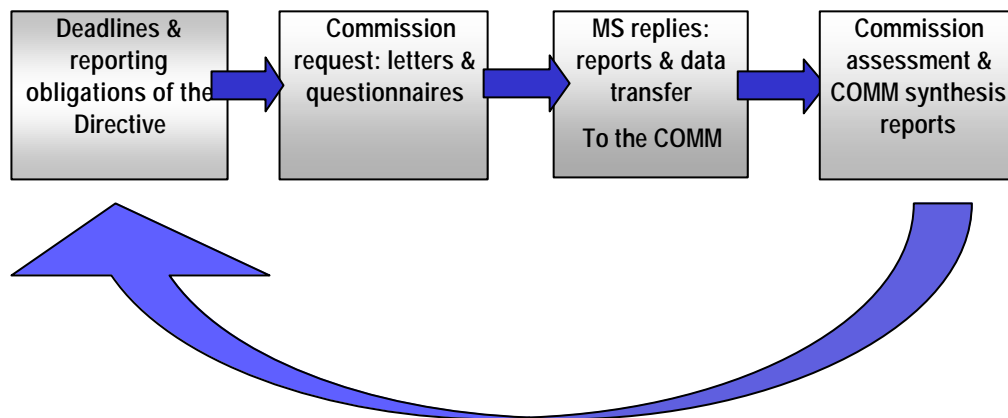 Deadlines &
reporting
obligations of the
Directive
Commission
request: letters &
questionnaires
MS replies:
reports & data
transfer
To the COMM
Commission
assessment &
COMM synthesis
reports